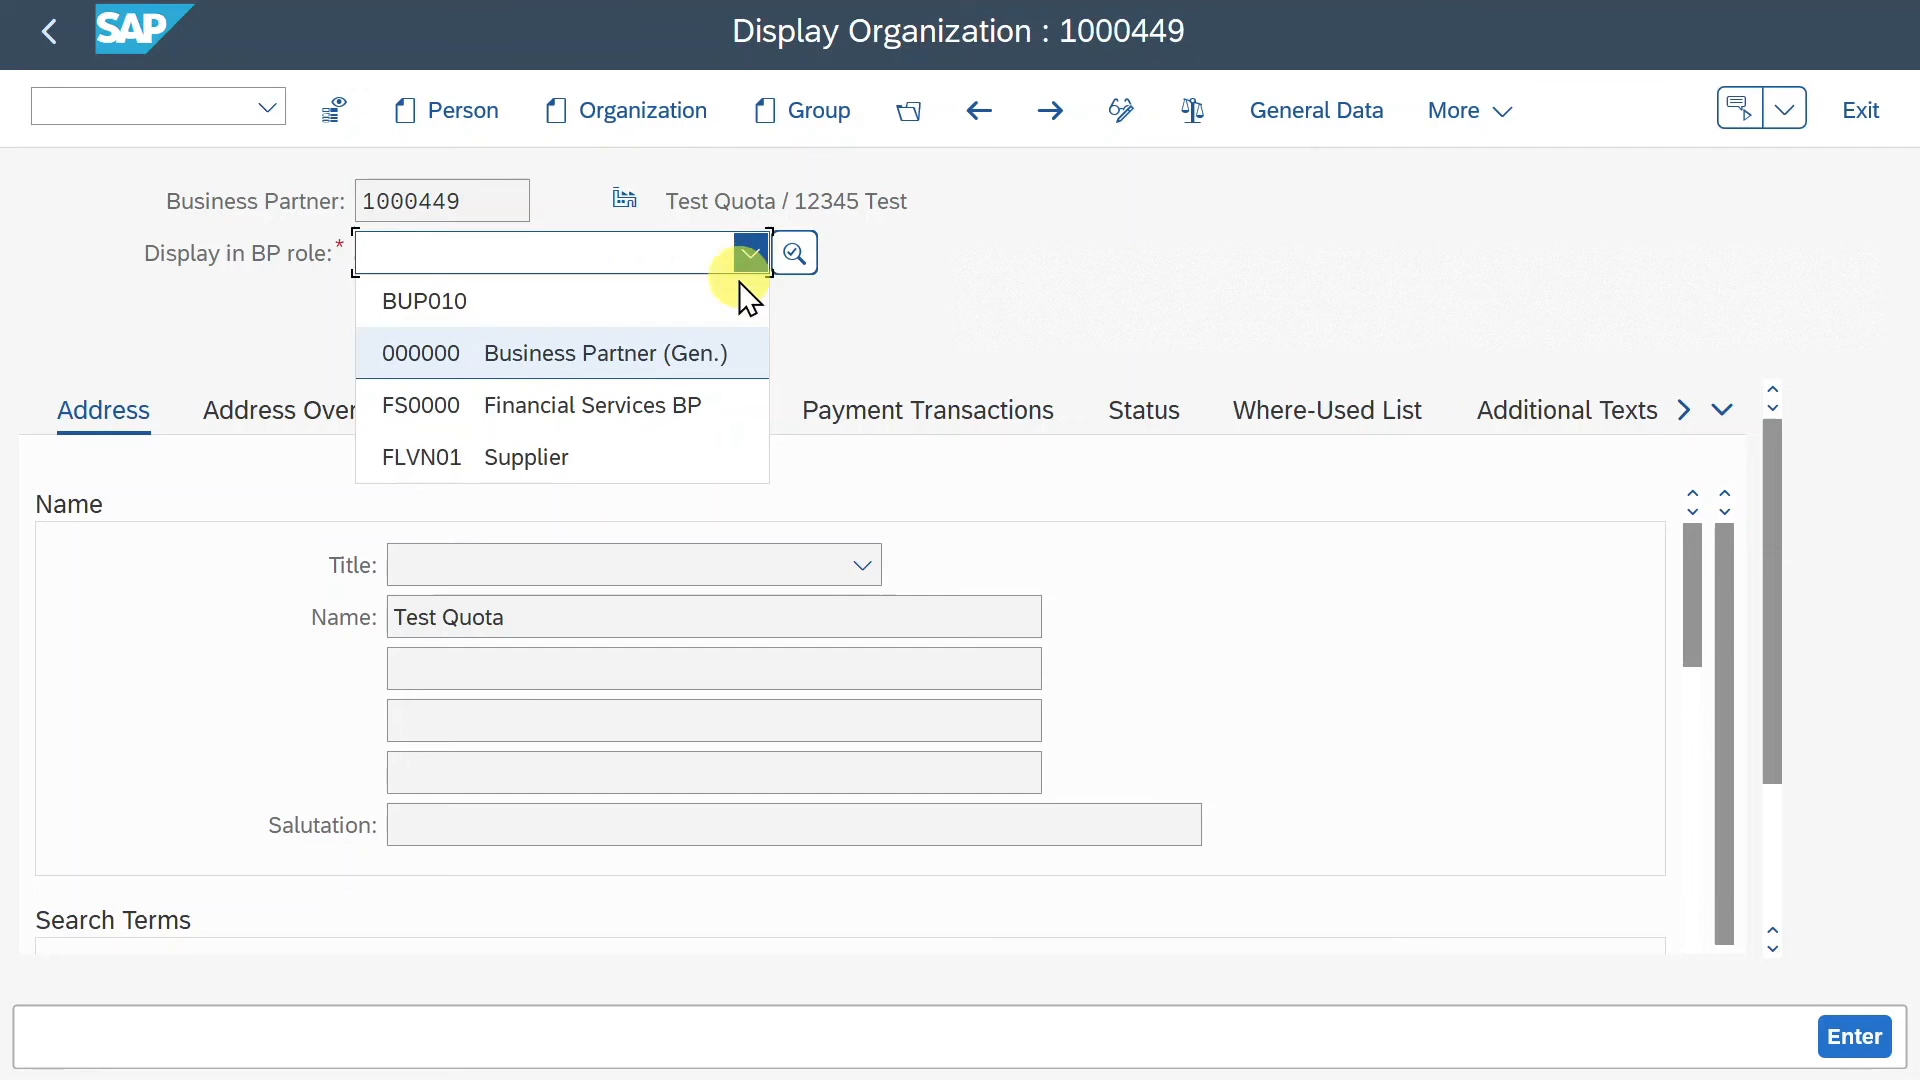 SAP
Display Organization : 1000449
Person
Organization
Group
General Data
More
Exit
Business Partner: 1000449 Test Quota / 12345 Test
Display in BP role:*
BUP010
000000 Business Partner (Gen.)
FS0000 Financial Services BP
FLVN01 Supplier
Address
Address Over
Payment Transactions
Status
Where-Used List
Additional Texts
Name
Title:
Name: Test Quota
Salutation:
Search Terms
Enter